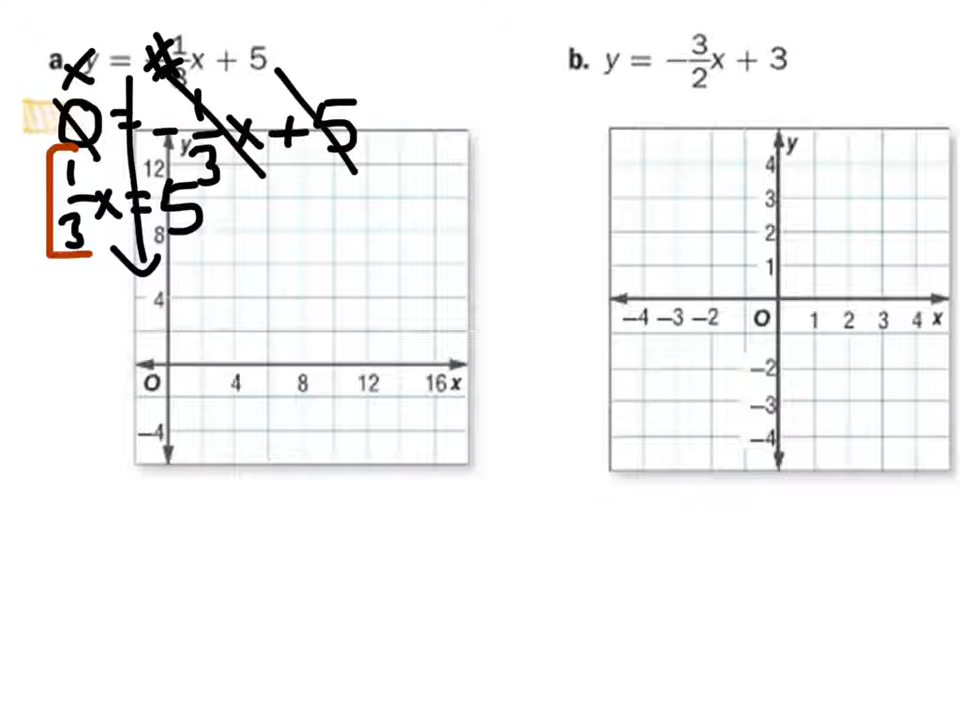 a. y = 1/3x + 5
x
0 = -1/3x + 5
1/3x = 5
y
12
8
4
O 4 8 12 16 x
-4
b. y = -3/2x + 3
y
4
3
2
1
-4 -3 -2 O 1 2 3 4 x
-2
-3
-4